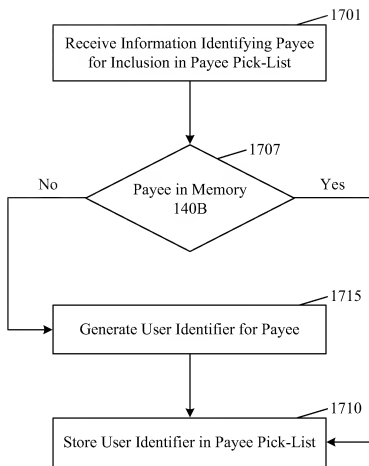 1701
Receive Information Identifying Payee
for Inclusion in Payee Pick-List
1707
No
Payee in Memory
140B
Yes
1715
Generate User Identifier for Payee
1710
Store User Identifier in Payee Pick-List